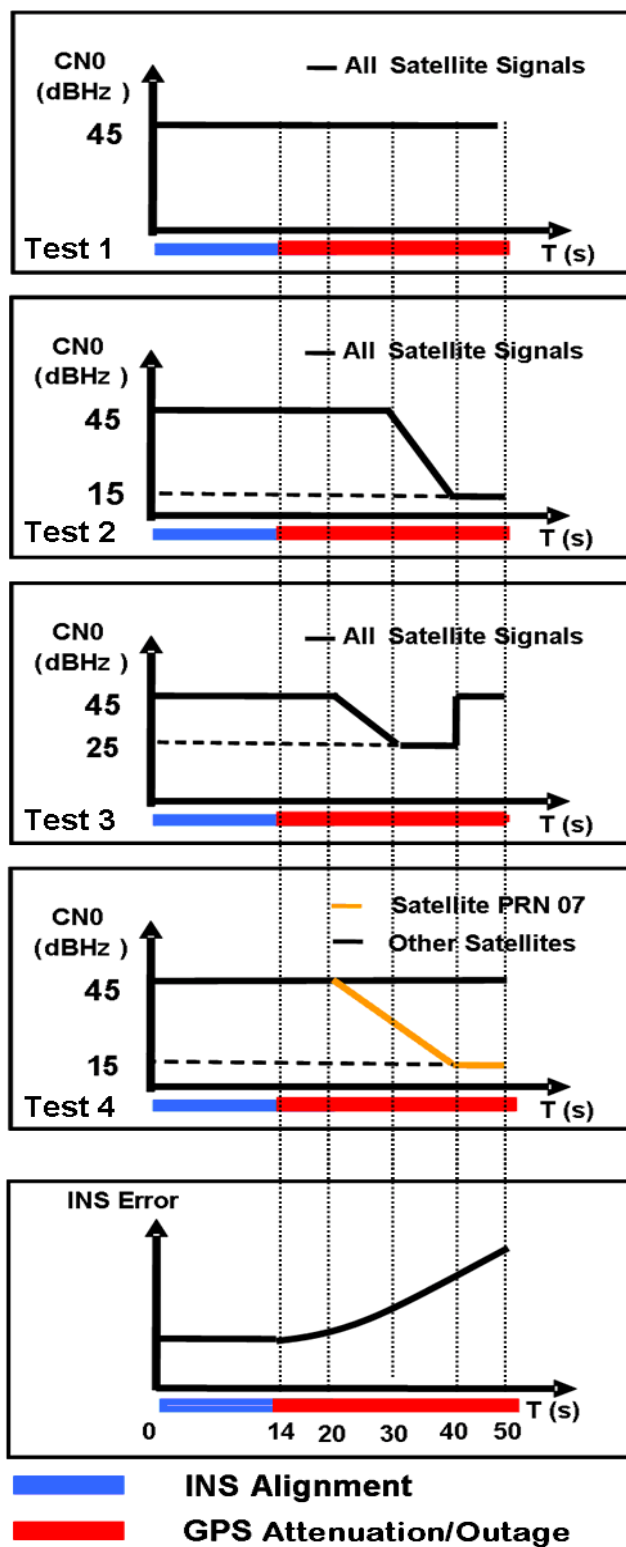 CN0
(dBHz )
All Satellite Signals
45
Test 1
T (s)
CN0
(dBHz )
All Satellite Signals
45
15
Test 2
T (s)
CN0
(dBHz )
All Satellite Signals
45
25
Test 3
T (s)
CN0
(dBHz )
Satellite PRN 07
Other Satellites
45
15
Test 4
T (s)
INS Error
T (s)
0 14 20 30 40 50
INS Alignment
GPS Attenuation/Outage